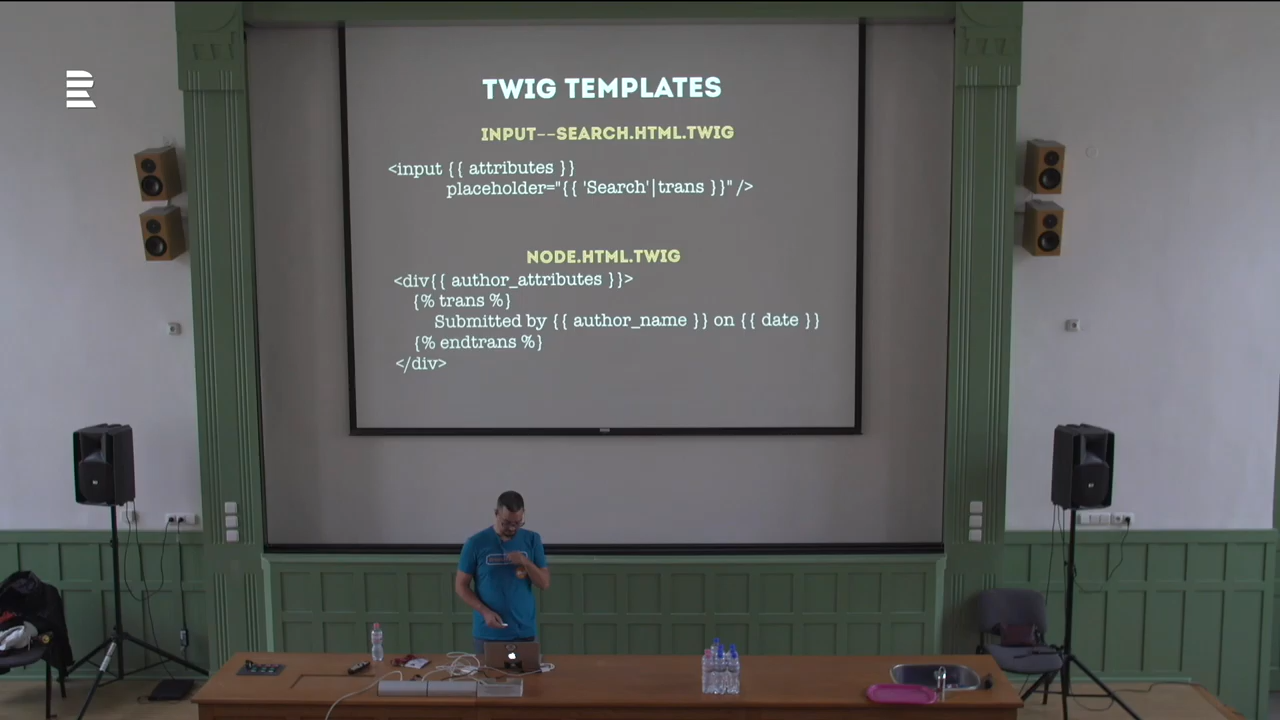 TWIG TEMPLATES
INPUT--SEARCH.HTML.TWIG
<input {{ attributes }}
placeholder="{{ 'Search'|trans }}" />
NODE.HTML.TWIG
<div{{ author_attributes }}>
{% trans %}
Submitted by {{ author_name }} on {{ date }}
{% endtrans %}
</div>